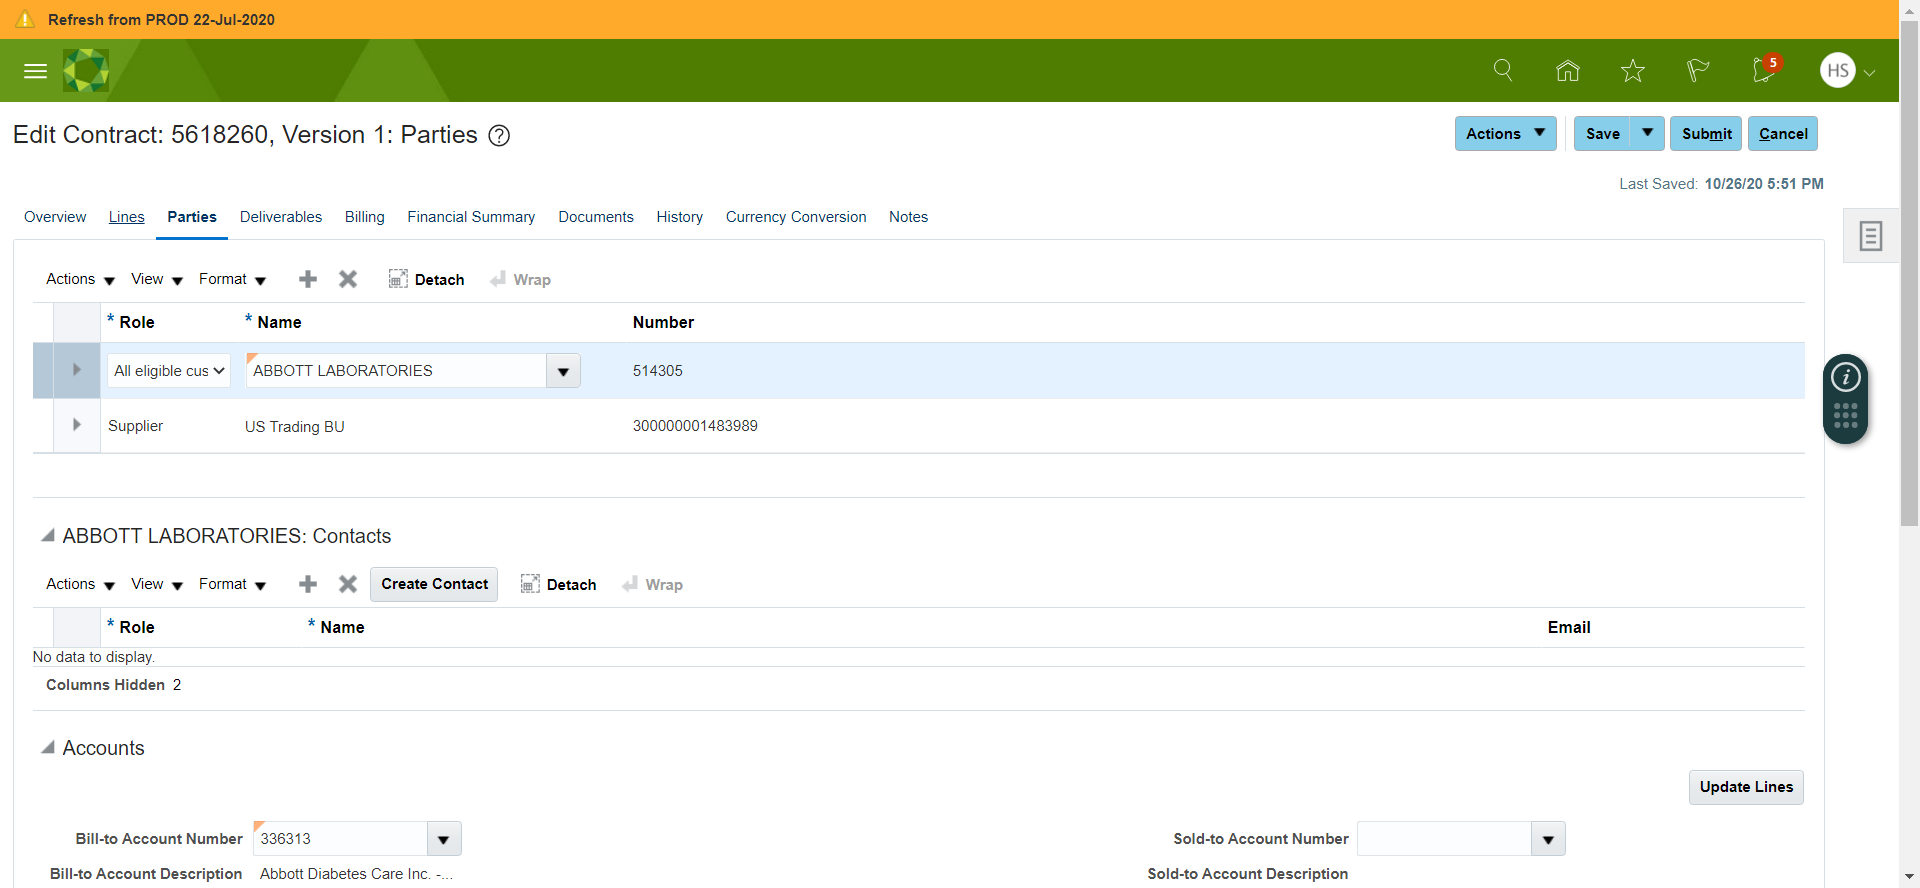 Refresh from PROD 22-Jul-2020
5
HS
Edit Contract: 5618260, Version 1: Parties ?
Actions Save Submit Cancel
Last Saved: 10/26/20 5:51 PM
Overview Lines Parties Deliverables Billing Financial Summary Documents History Currency Conversion Notes
Actions View Format Detach Wrap
* Role * Name Number
All eligible cus ABBOTT LABORATORIES 514305
Supplier US Trading BU 300000001483989
i
ABBOTT LABORATORIES: Contacts
Actions View Format Create Contact Detach Wrap
* Role * Name Email
No data to display.
Columns Hidden 2
Accounts
Update Lines
Bill-to Account Number 336313 Sold-to Account Number
Bill-to Account Description Abbott Diabetes Care Inc. -... Sold-to Account Description